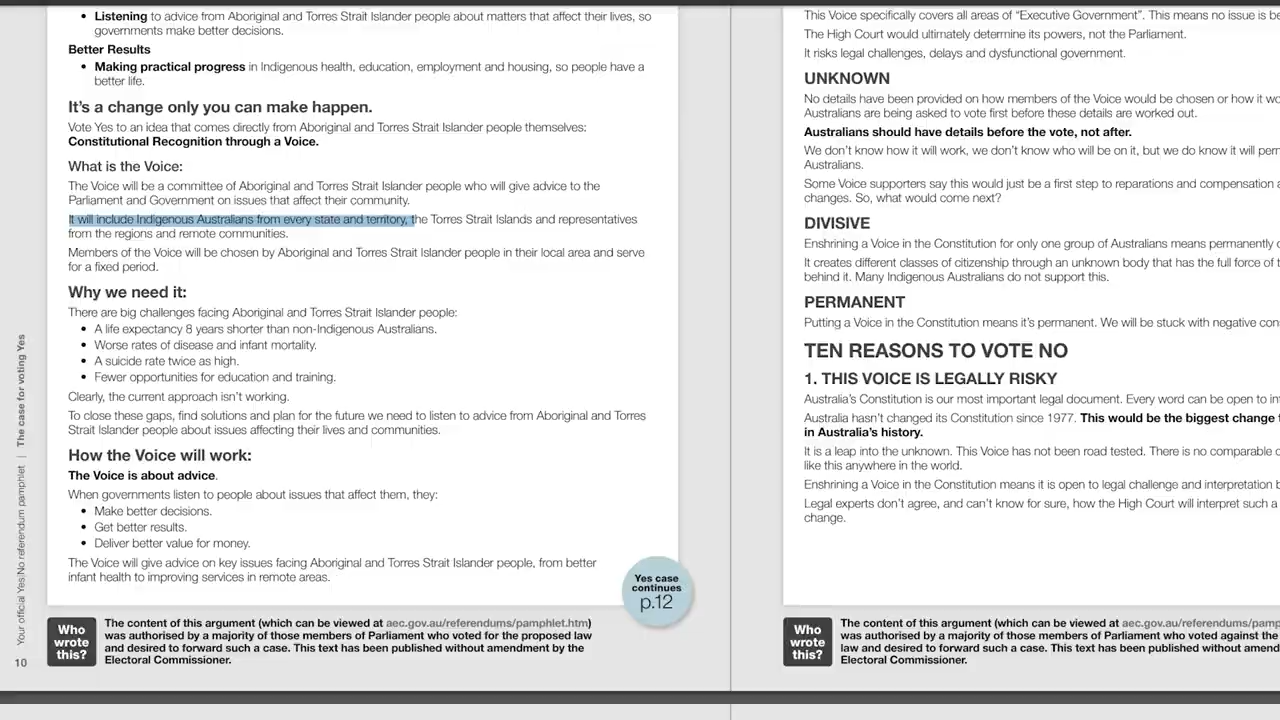 • Listening to advice from Aboriginal and Torres Strait Islander people about matters that affect their lives, so
governments make better decisions.
Better Results
• Making practical progress in Indigenous health, education, employment and housing, so people have a
better life.
It's a change only you can make happen.
Vote Yes to an idea that comes directly from Aboriginal and Torres Strait Islander people themselves:
Constitutional Recognition through a Voice.
What is the Voice:
The Voice will be a committee of Aboriginal and Torres Strait Islander people who will give advice to the
Parliament and Government on issues that affect their community.
It will include Indigenous Australians from every state and territory, the Torres Strait Islands and representatives
from the regions and remote communities.
Members of the Voice will be chosen by Aboriginal and Torres Strait Islander people in their local area and serve
for a fixed period.
Why we need it:
There are big challenges facing Aboriginal and Torres Strait Islander people:
• A life expectancy 8 years shorter than non-Indigenous Australians.
• Worse rates of disease and infant mortality.
• A suicide rate twice as high.
• Fewer opportunities for education and training.
Clearly, the current approach isn't working.
To close these gaps, find solutions and plan for the future we need to listen to advice from Aboriginal and Torres
Strait Islander people about issues affecting their lives and communities.
How the Voice will work:
The Voice is about advice.
When governments listen to people about issues that affect them, they:
• Make better decisions.
• Get better results.
• Deliver better value for money.
The Voice will give advice on key issues facing Aboriginal and Torres Strait Islander people, from better
infant health to improving services in remote areas.
Yes case
continues
p.12
Who
wrote
this?
The content of this argument (which can be viewed at aec.gov.au/referendums/pamphlet.htm)
was authorised by a majority of those members of Parliament who voted for the proposed law
and desired to forward such a case. This text has been published without amendment by the
Electoral Commissioner.
10
Your official Yes/No referendum pamphlet | The case for voting Yes
This Voice specifically covers all areas of "Executive Government". This means no issue is be
The High Court would ultimately determine its powers, not the Parliament.
It risks legal challenges, delays and dysfunctional government.
UNKNOWN
No details have been provided on how members of the Voice would be chosen or how it wo
Australians are being asked to vote first before these details are worked out.
Australians should have details before the vote, not after.
We don't know how it will work, we don't know who will be on it, but we do know it will perm
Australians.
Some Voice supporters say this would just be a first step to reparations and compensation a
changes. So, what would come next?
DIVISIVE
Enshrining a Voice in the Constitution for only one group of Australians means permanently d
It creates different classes of citizenship through an unknown body that has the full force of t
behind it. Many Indigenous Australians do not support this.
PERMANENT
Putting a Voice in the Constitution means it's permanent. We will be stuck with negative cons
TEN REASONS TO VOTE NO
1. THIS VOICE IS LEGALLY RISKY
Australia's Constitution is our most important legal document. Every word can be open to in
Australia hasn't changed its Constitution since 1977. This would be the biggest change t
in Australia's history.
It is a leap into the unknown. This Voice has not been road tested. There is no comparable c
like this anywhere in the world.
Enshrining a Voice in the Constitution means it is open to legal challenge and interpretation b
Legal experts don't agree, and can't know for sure, how the High Court will interpret such a
change.
Who
wrote
this?
The content of this argument (which can be viewed at aec.gov.au/referendums/pamp
was authorised by a majority of those members of Parliament who voted against the
law and desired to forward such a case. This text has been published without amend
Electoral Commissioner.